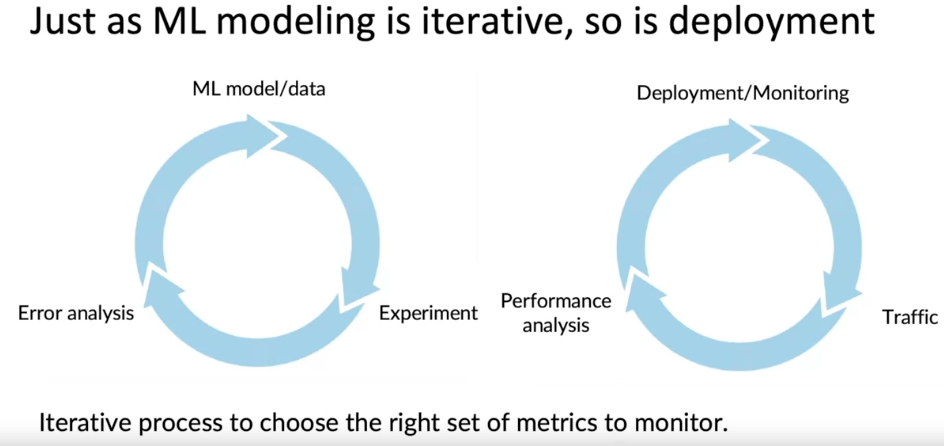 Just as ML modeling is iterative, so is deployment
ML model/data
Experiment
Error analysis
Deployment/Monitoring
Traffic
Performance
analysis
Iterative process to choose the right set of metrics to monitor.